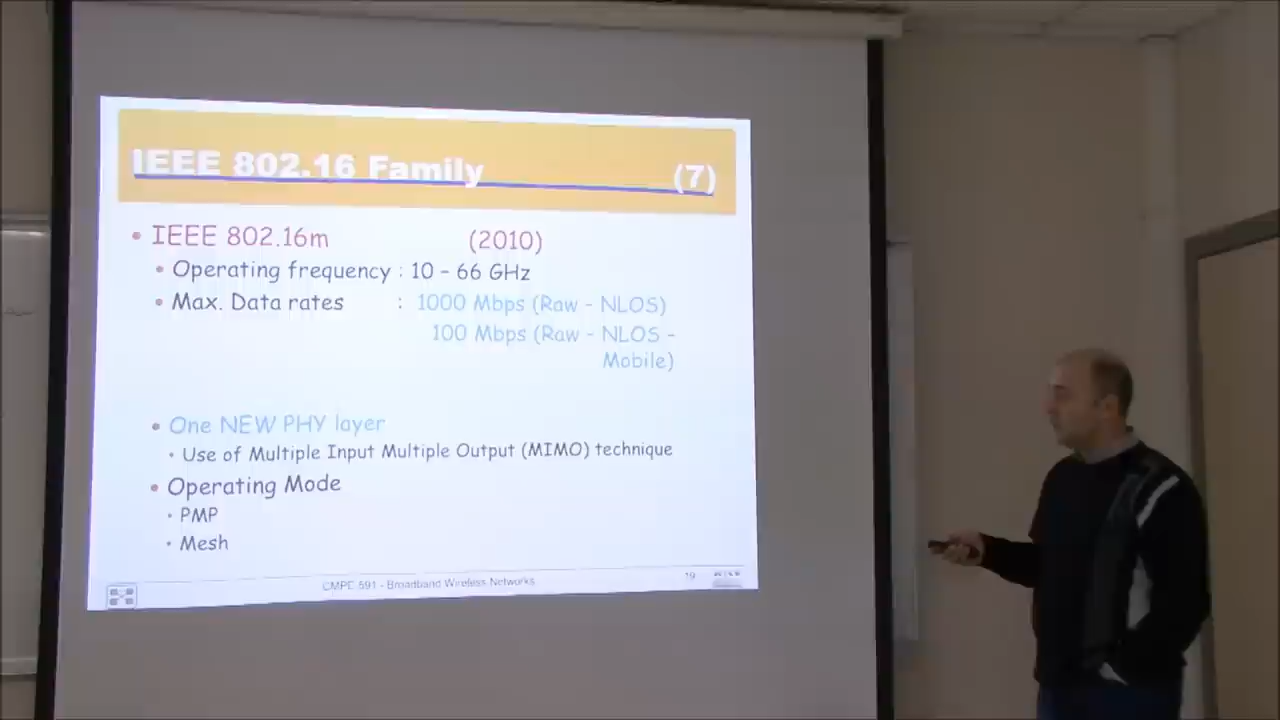 IEEE 802.16 Family (7)
• IEEE 802.16m (2010)
• Operating frequency : 10 – 66 GHz
• Max. Data rates : 1000 Mbps (Raw - NLOS)
100 Mbps (Raw - NLOS -
Mobile)
• One NEW PHY layer
• Use of Multiple Input Multiple Output (MIMO) technique
• Operating Mode
• PMP
• Mesh
CMPE 591 - Broadband Wireless Networks 19